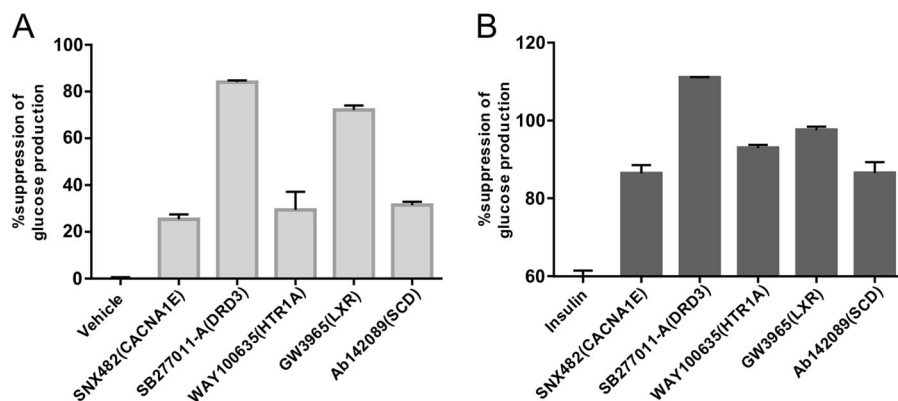 A
%suppression of
glucose production
100
80
60
40
20
0
Vehicle
SNX482(CACNA1E)
SB277011-A(DRD3)
WAY100635(HTR1A)
GW3965(LXR)
Ab142089(SCD)
B
%suppression of
glucose production
120
100
80
60
Insulin
SNX482(CACNA1E)
SB277011-A(DRD3)
WAY100635(HTR1A)
GW3965(LXR)
Ab142089(SCD)